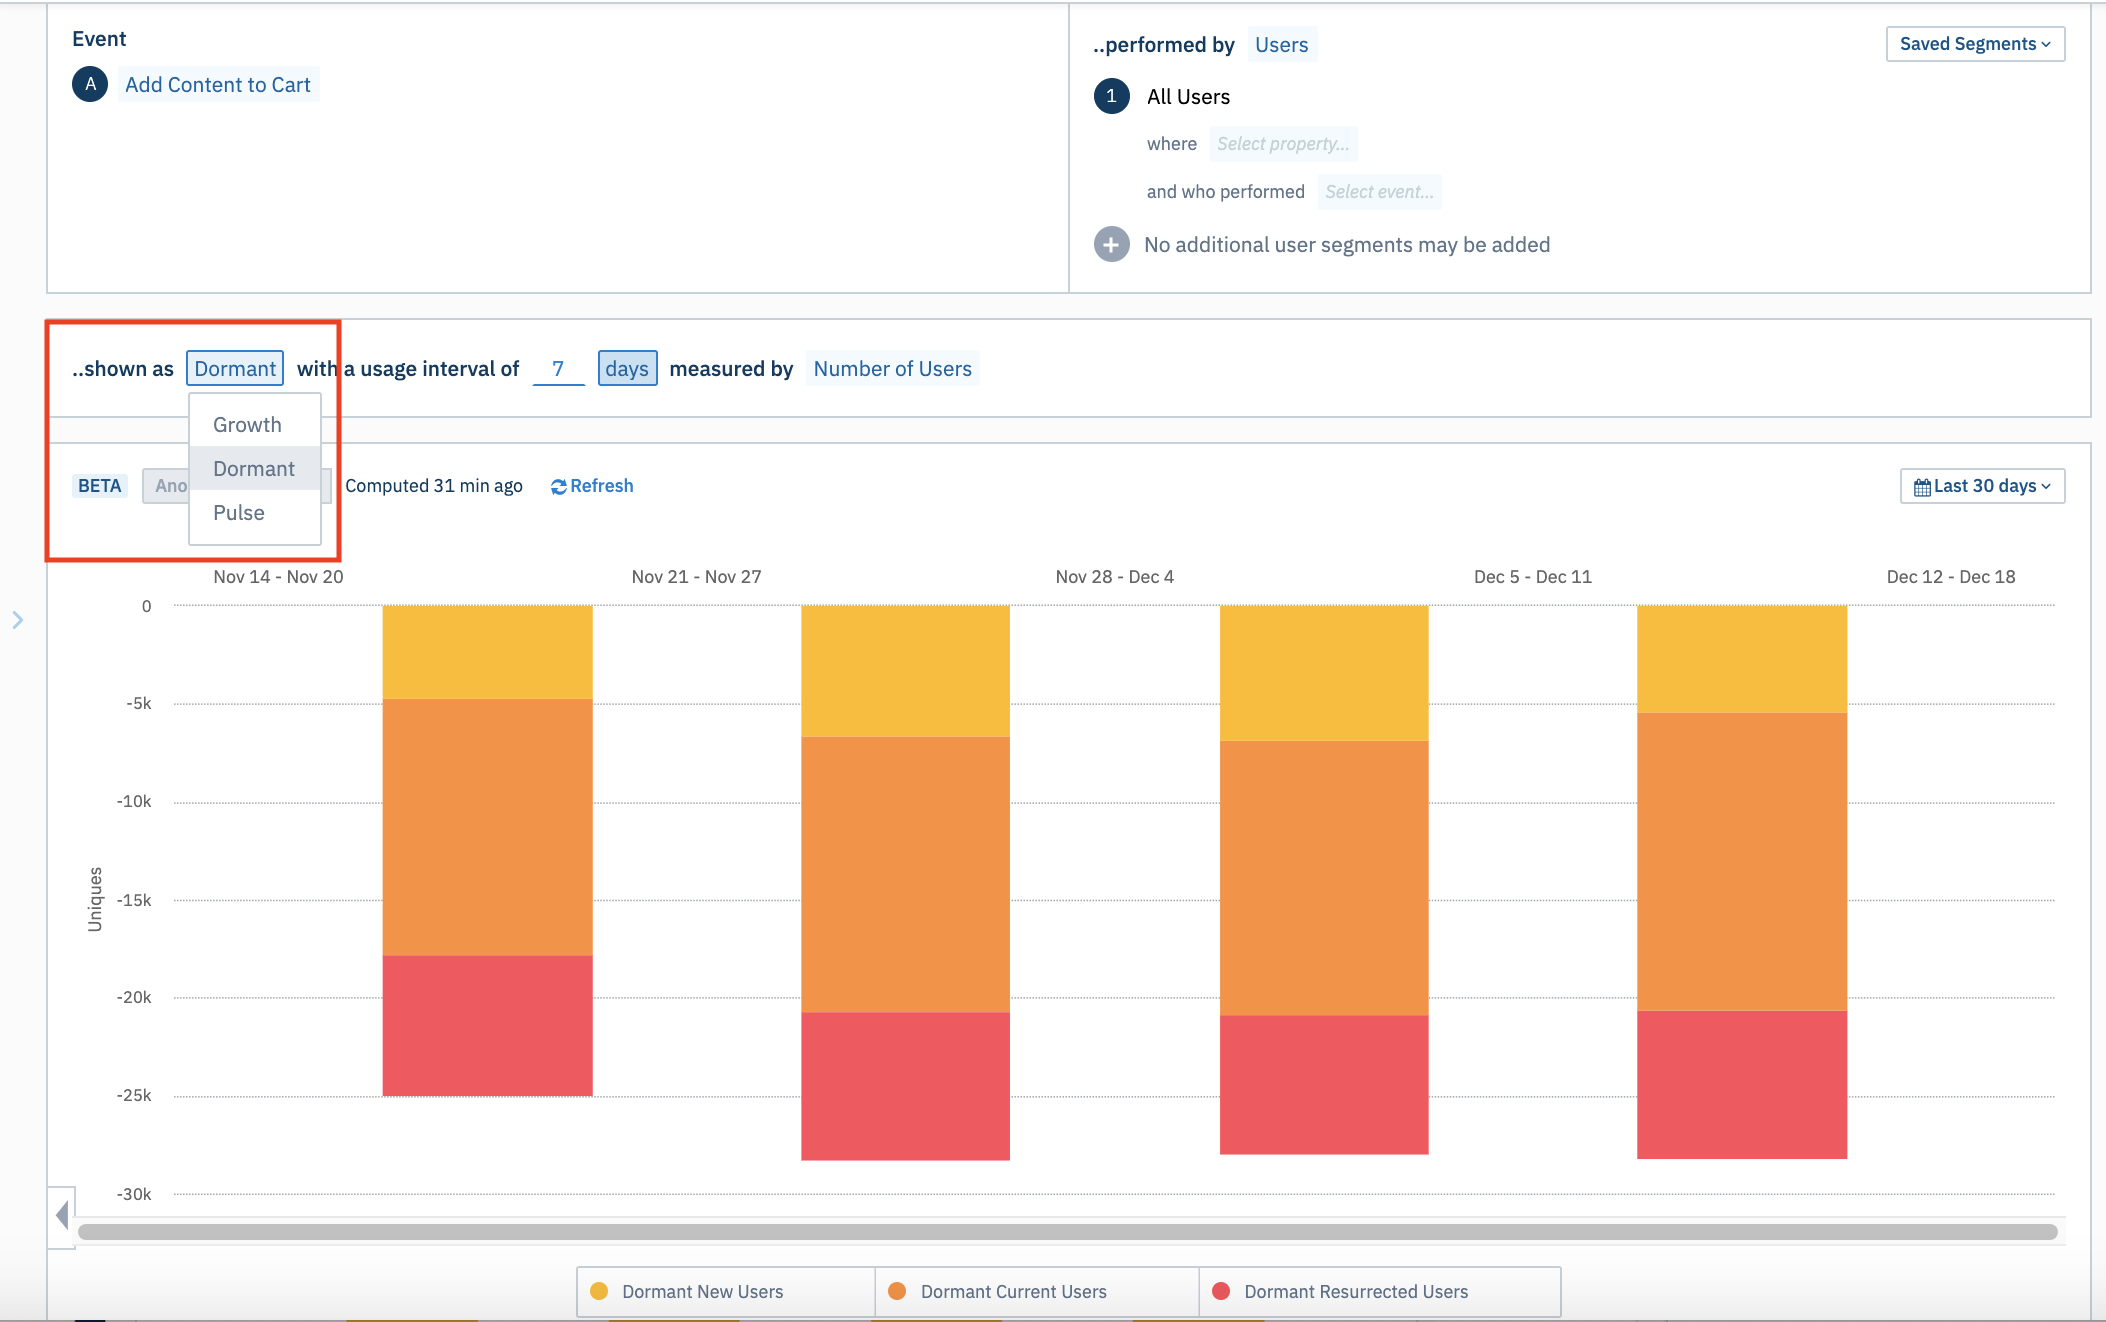 Event
A Add Content to Cart
..performed by Users
Saved Segments
1 All Users
where Select property...
and who performed Select event...
+ No additional user segments may be added
..shown as Dormant with a usage interval of 7 days measured by Number of Users
Growth
Dormant
Pulse
BETA Ano Computed 31 min ago Refresh
Last 30 days
Nov 14 - Nov 20 Nov 21 - Nov 27 Nov 28 - Dec 4 Dec 5 - Dec 11 Dec 12 - Dec 18
0
-5k
-10k
-15k
-20k
-25k
-30k
Uniques
Dormant New Users Dormant Current Users Dormant Resurrected Users